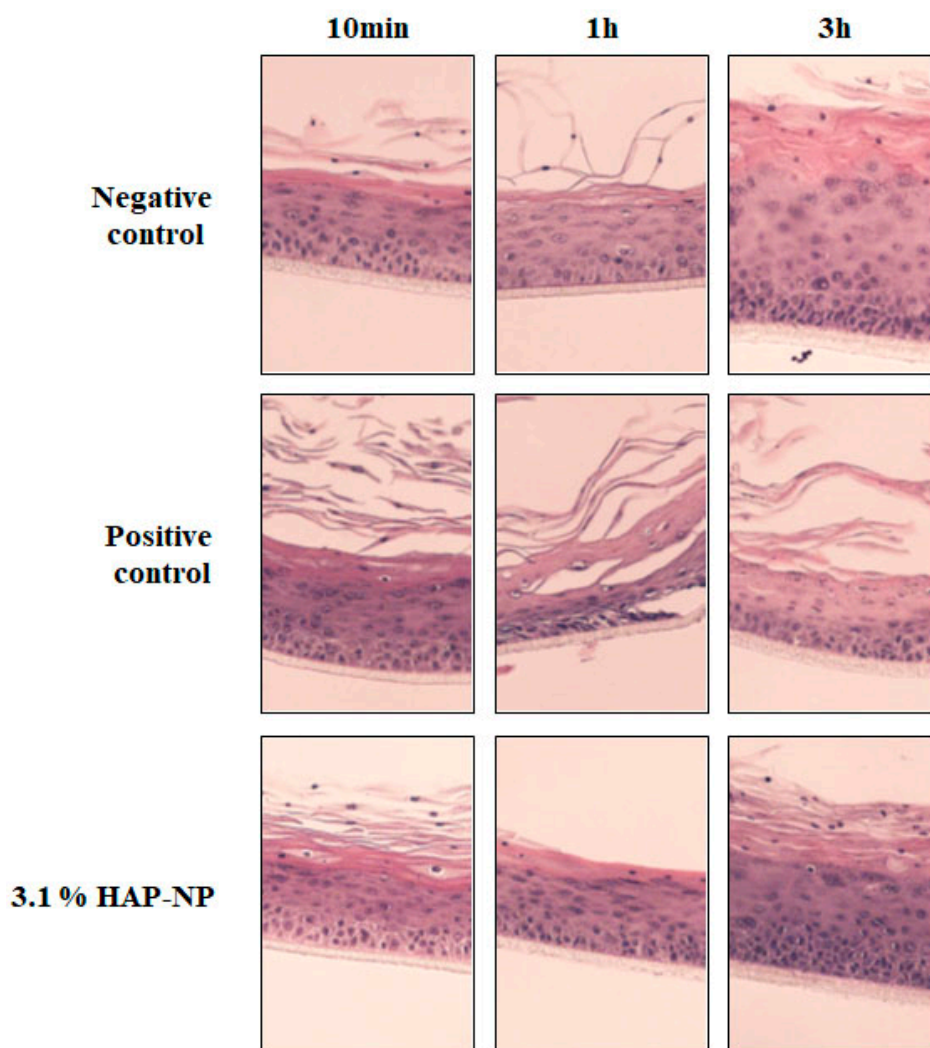 10min 1h 3h
Negative
control
Positive
control
3.1 % HAP-NP